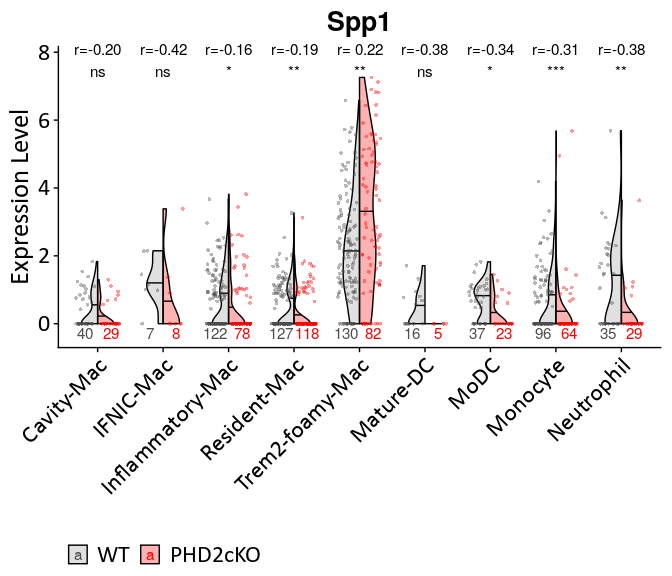 Spp1
r=-0.20 r=-0.42 r=-0.16 r=-0.19 r= 0.22 r=-0.38 r=-0.34 r=-0.31 r=-0.38
ns ns * ** ** ns * *** **
Expression Level
8
6
4
2
0
40 29 7 8 122 78 127 118 130 82 16 5 37 23 96 64 35 29
Cavity-Mac
IFNIC-Mac
Inflammatory-Mac
Resident-Mac
Trem2-foamy-Mac
Mature-DC
MoDC
Monocyte
Neutrophil
a WT a PHD2cKO